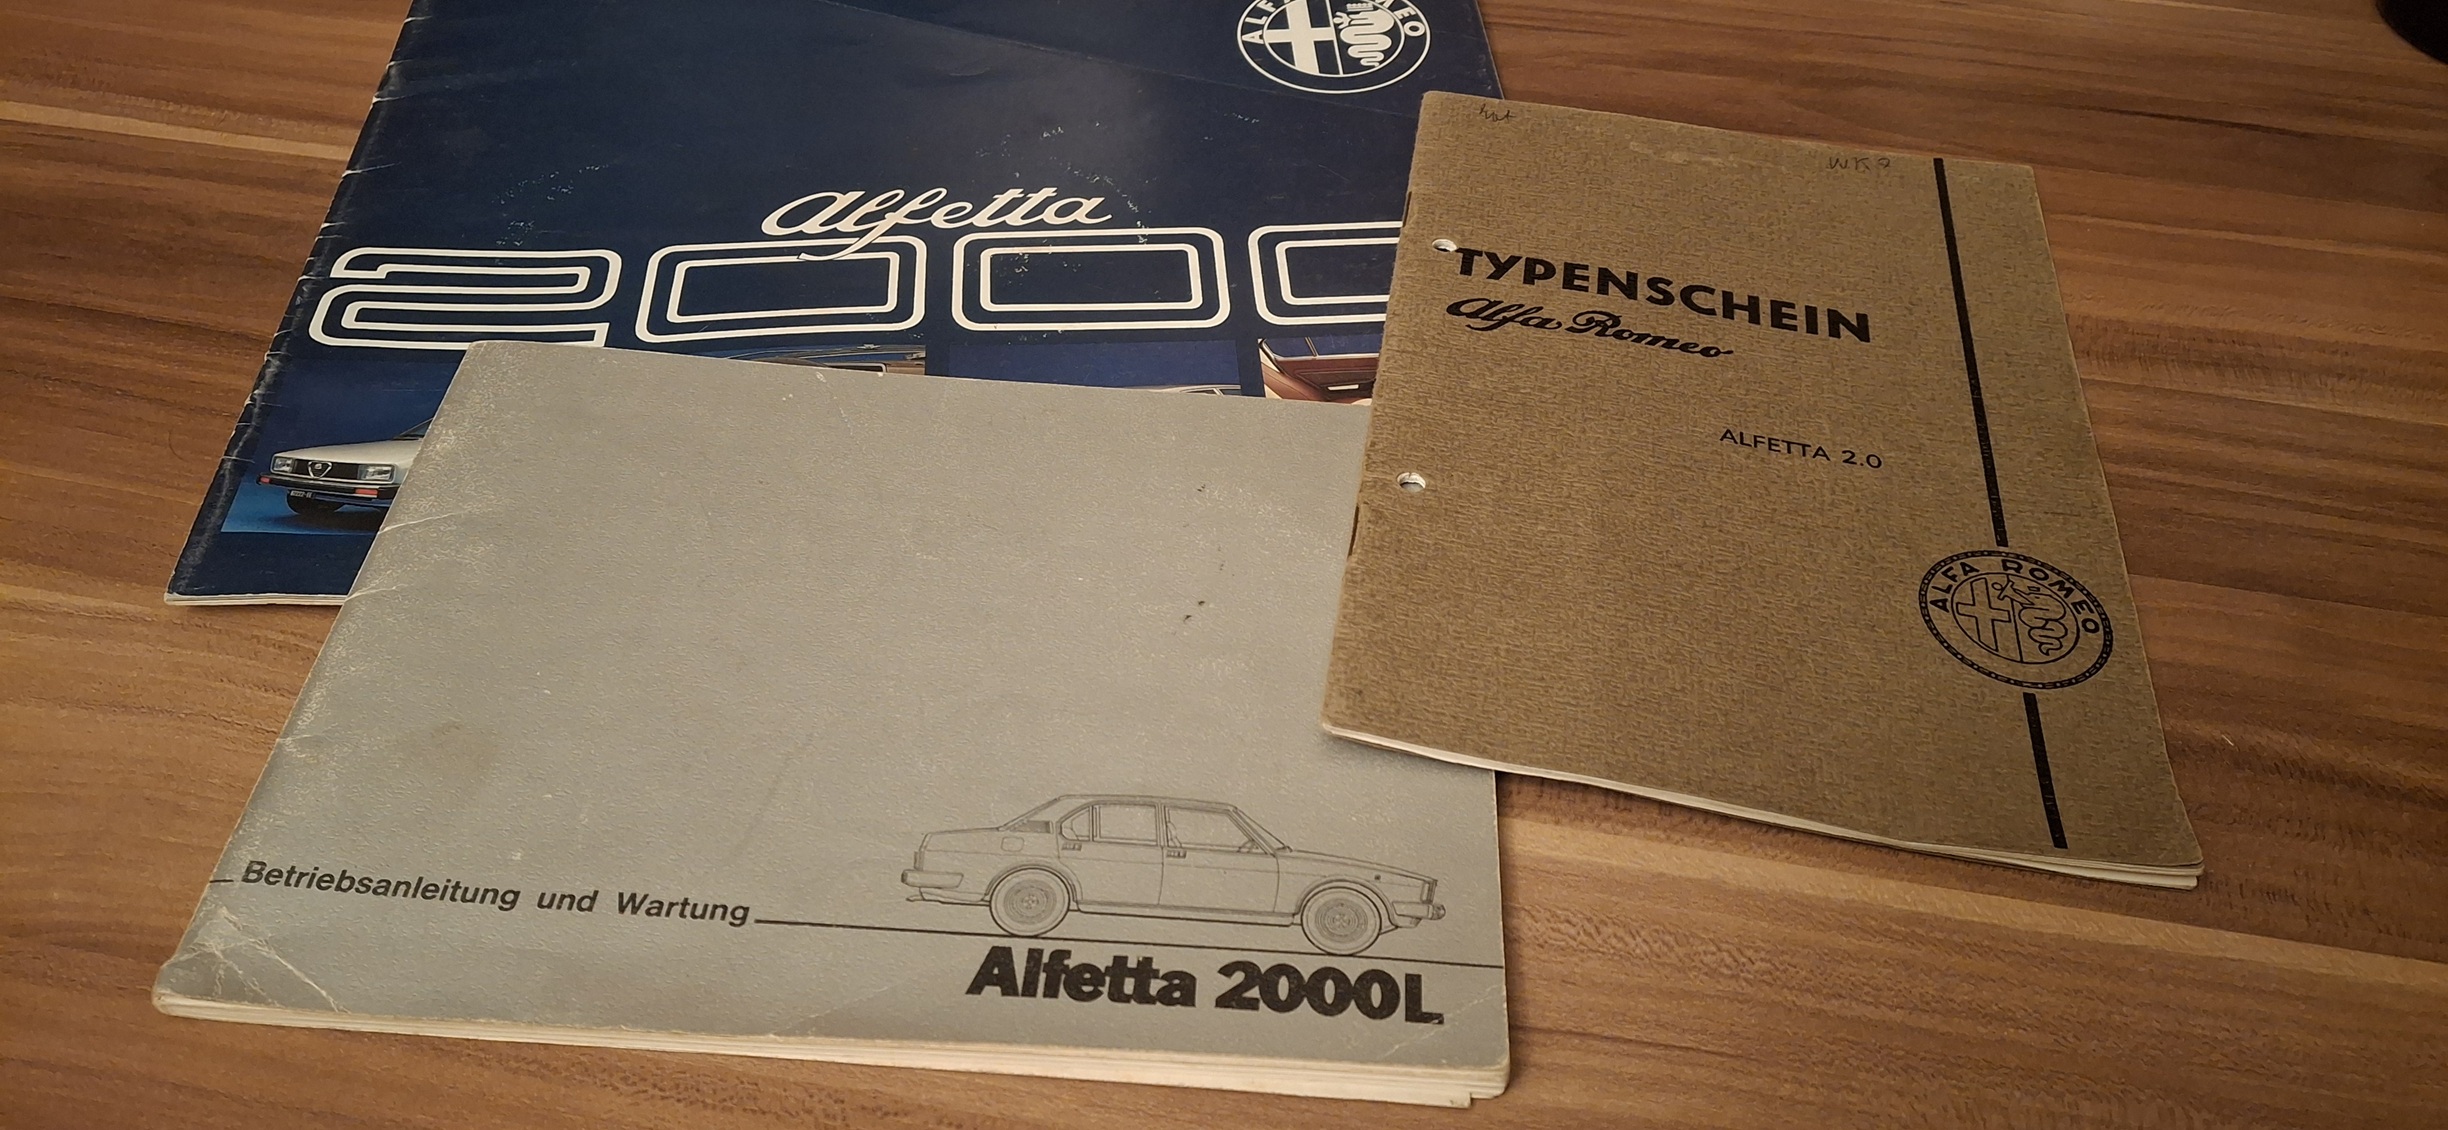 ALFA ROMEO
Alfetta
2000
TYPENSCHEIN
Alfa Romeo
ALFETTA 2.0
ALFA ROMEO
Betriebsanleitung und Wartung
Alfetta 2000L